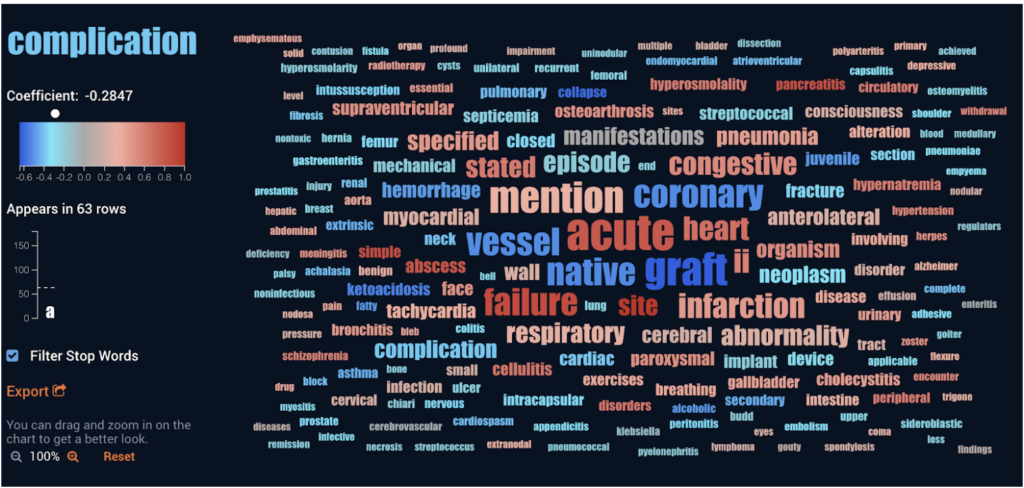 complication
Coefficient: -0.2847
-0.6 -0.4 -0.2 0.0 0.2 0.4 0.6 0.8 1.0
Appears in 63 rows
150
100
50
0
a
Filter Stop Words
Export
You can drag and zoom in on the
chart to get a better look.
100% Reset
emphysematous solid contusion fistula organ profound impairment uninodular multiple bladder dissection polyarteritis primary achieved
hyperosmolarity radiotherapy cysts unilateral recurrent femoral endomyocardial atrioventricular capsulitis depressive
level intussusception essential pulmonary collapse hyperosmolality pancreatitis circulatory osteomyelitis
fibrosis supraventricular septicemia osteoarthrosis sites streptococcal consciousness shoulder withdrawal
nontoxic hernia femur specified closed manifestations pneumonia alteration blood medullary
gastroenteritis mechanical stated episode end congestive juvenile section pneumoniae empyema
prostatitis injury renal hemorrhage mention coronary fracture hypernatremia nodular
hepatic breast aorta myocardial anterolateral hypertension
abdominal extrinsic neck vessel acute heart involving herpes regulators
deficiency meningitis simple abscess bell wall native graft ii organism disorder alzheimer
palsy achalasia benign neoplasm
noninfectious ketoacidosis face failure lung site infarction disease effusion complete
nodosa pain fatty tachycardia urinary adhesive enteritis
pressure bronchitis bleb colitis respiratory cerebral abnormality tract zoster goiter
schizophrenia complication cardiac paroxysmal implant device applicable flexure
drug block asthma bone small cellulitis exercises breathing gallbladder cholecystitis encounter
infection ulcer
myositis cervical chiari nervous intracapsular disorders alcoholic secondary intestine peripheral trigone
diseases prostate cerebrovascular cardiospasm appendicitis klebsiella peritonitis budd embolism upper sideroblastic
remission infective necrosis streptococcus extranodal pneumococcal pyelonephritis eyes lymphoma gouty spondylosis coma loss findings